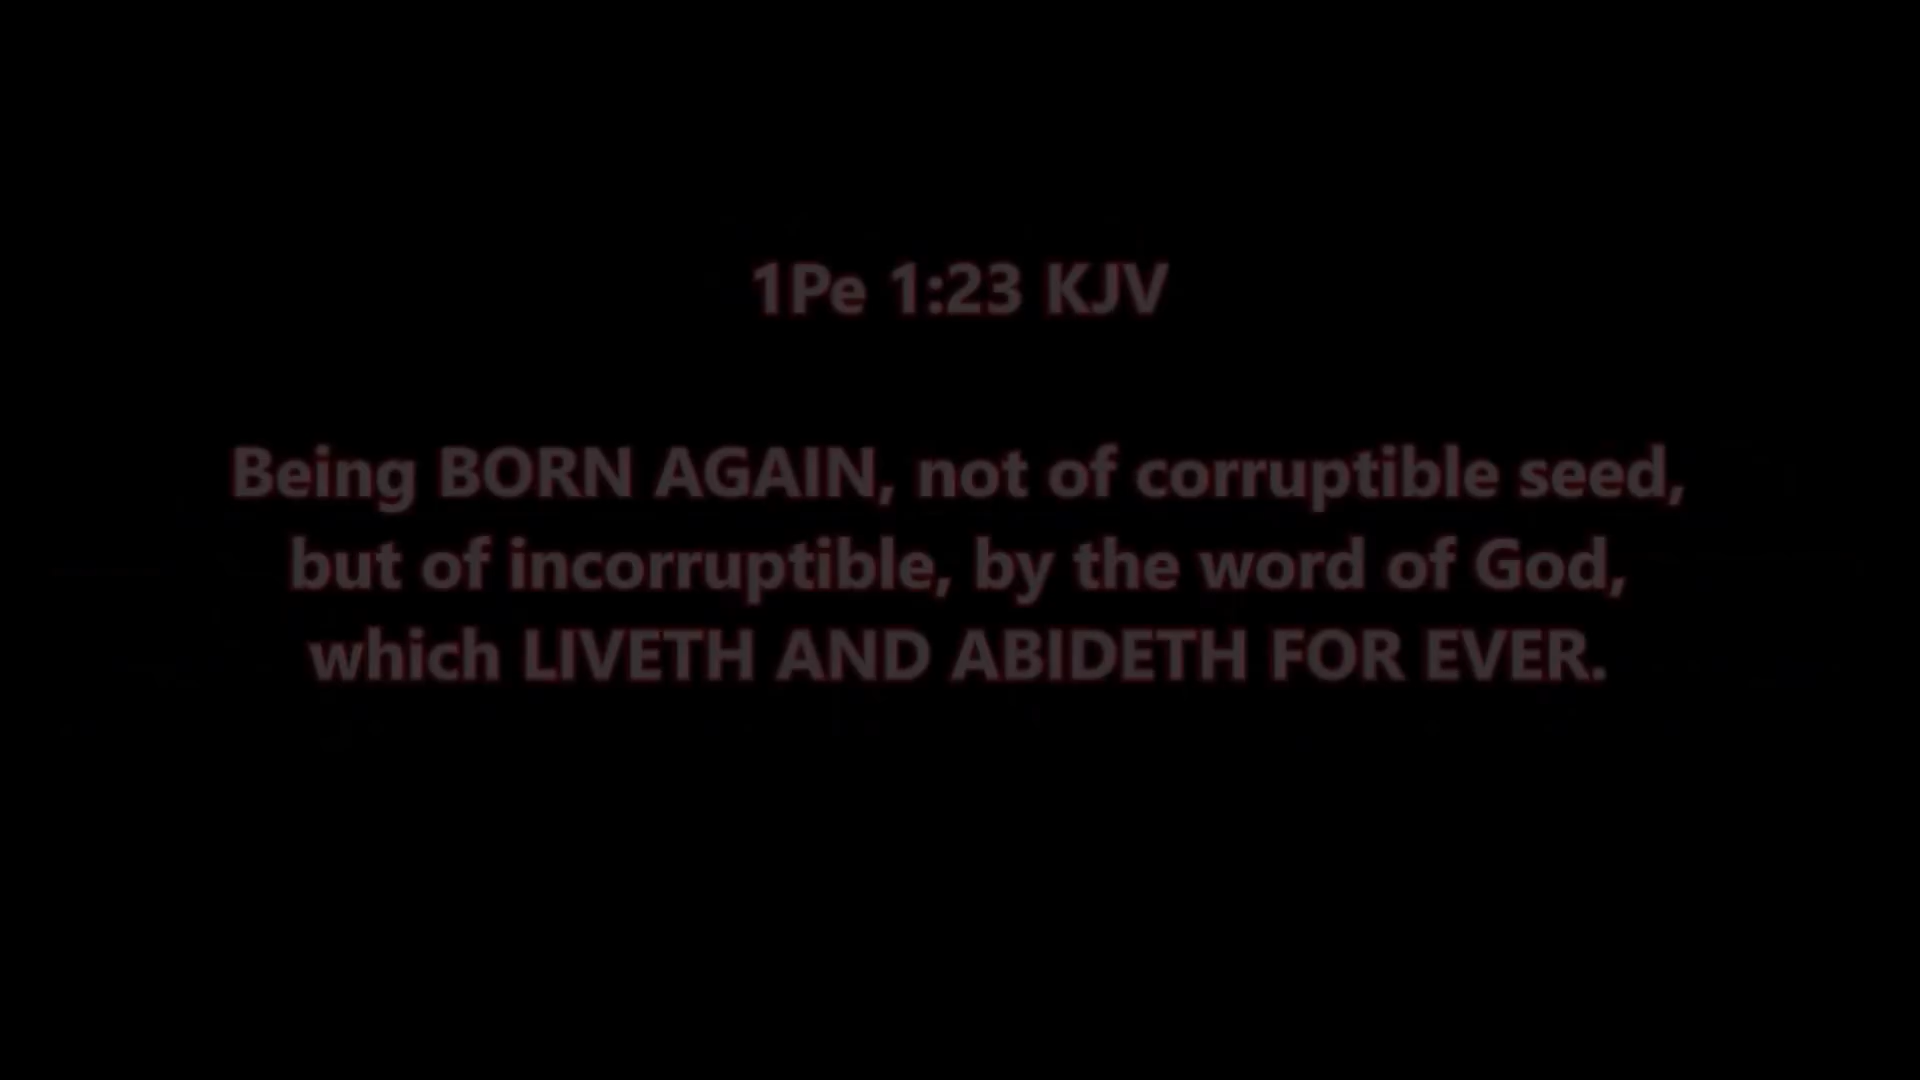 1Pe 1:23 KJV
Being BORN AGAIN, not of corruptible seed,
but of incorruptible, by the word of God,
which LIVETH AND ABIDETH FOR EVER.